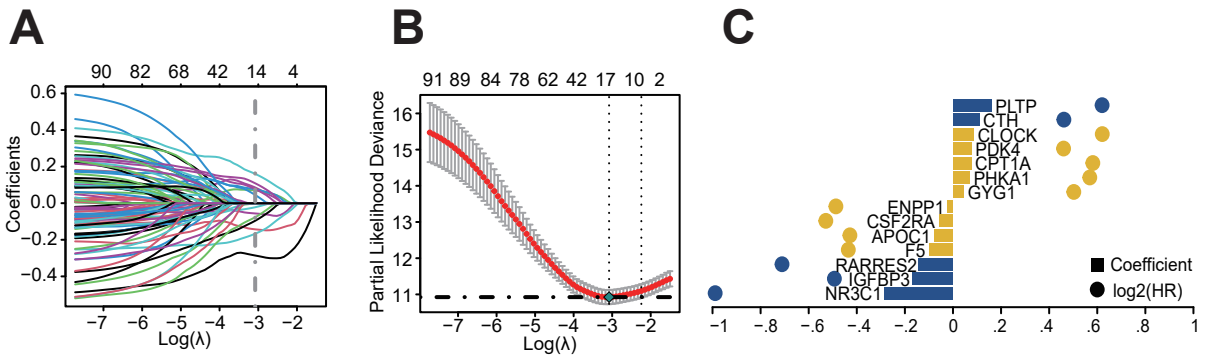 A
90 82 68 42 14 4
0.6
0.4
0.2
0.0
−0.2
−0.4
Coefficients
−7 −6 −5 −4 −3 −2
Log(λ)
B
91 89 84 78 62 42 17 10 2
16
15
14
13
12
11
Partial Likelihood Deviance
−7 −6 −5 −4 −3 −2
Log(λ)
C
PLTP
CTH
CLOCK
PDK4
CPT1A
PHKA1
GYG1
ENPP1
CSF2RA
APOC1
F5
RARRES2
IGFBP3
NR3C1
Coefficient
log2(HR)
−1 −.8 −.6 −.4 −.2 0 .2 .4 .6 .8 1